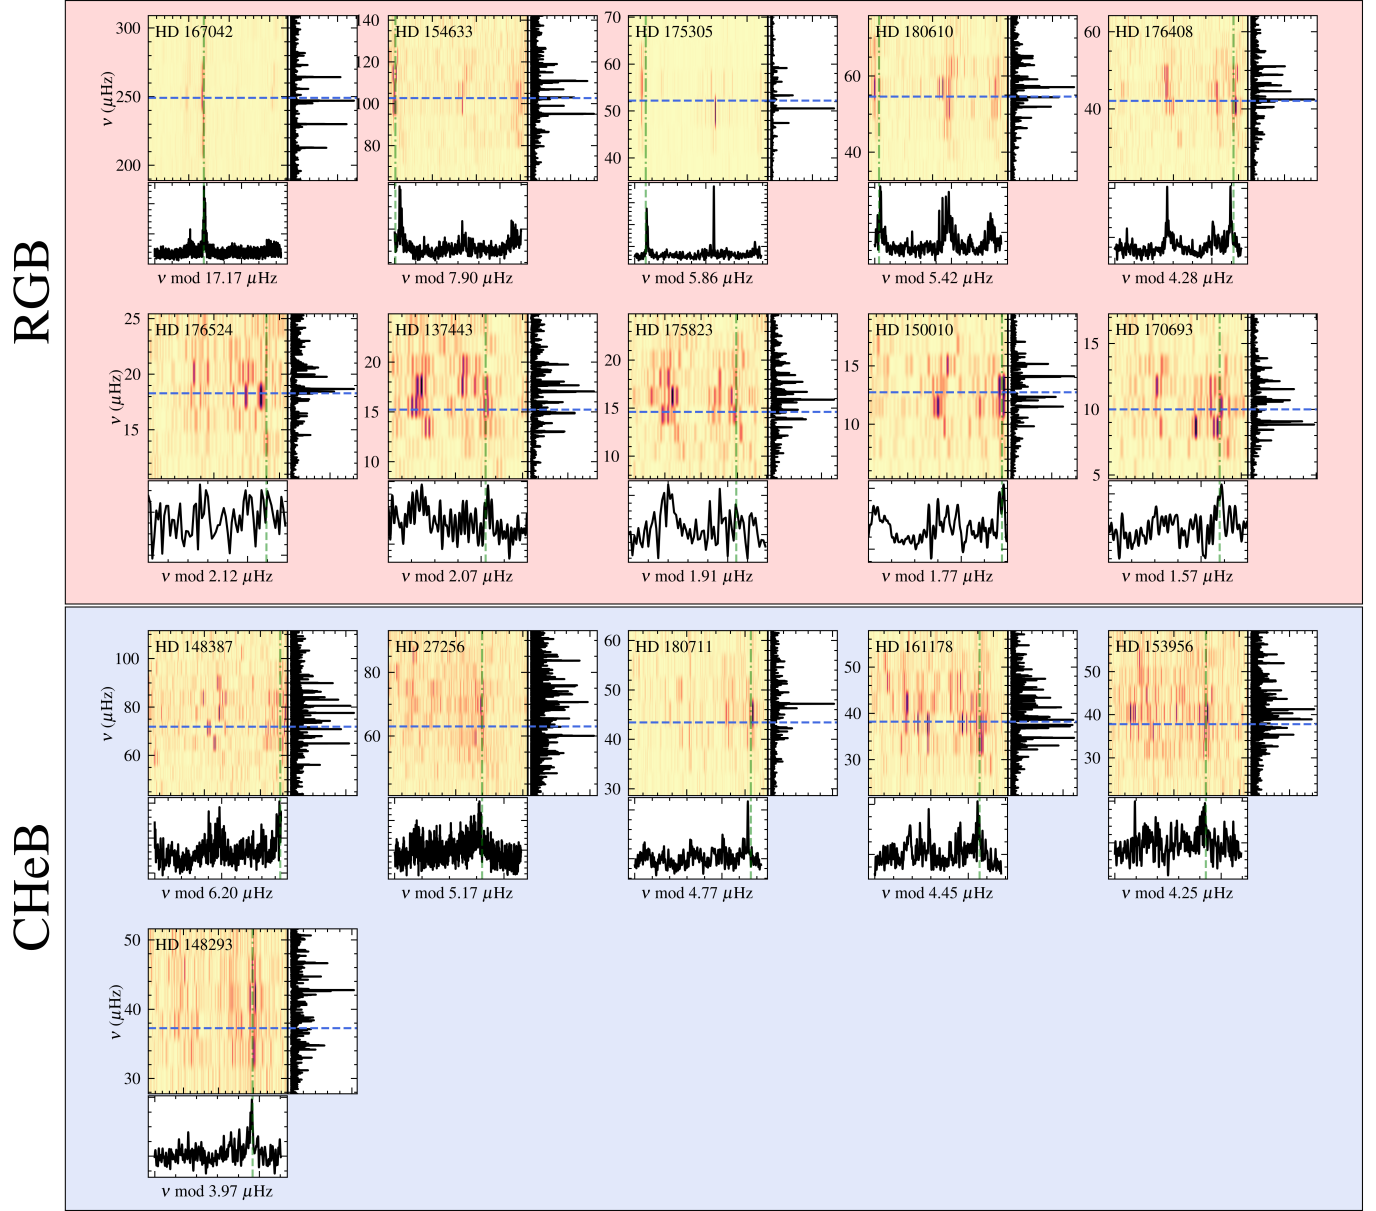 RGB
HD 167042
300
250
200
ν (μHz)
ν mod 17.17 μHz
HD 154633
140
120
100
80
ν mod 7.90 μHz
HD 175305
70
60
50
40
ν mod 5.86 μHz
HD 180610
60
40
ν mod 5.42 μHz
HD 176408
60
40
ν mod 4.28 μHz
HD 176524
25
20
15
ν (μHz)
ν mod 2.12 μHz
HD 137443
20
15
10
ν mod 2.07 μHz
HD 175823
20
15
10
ν mod 1.91 μHz
HD 150010
15
10
ν mod 1.77 μHz
HD 170693
15
10
5
ν mod 1.57 μHz
CHeB
HD 148387
100
80
60
ν (μHz)
ν mod 6.20 μHz
HD 27256
80
60
ν mod 5.17 μHz
HD 180711
60
50
40
30
ν mod 4.77 μHz
HD 161178
50
40
30
ν mod 4.45 μHz
HD 153956
50
40
30
ν mod 4.25 μHz
HD 148293
50
40
30
ν (μHz)
ν mod 3.97 μHz